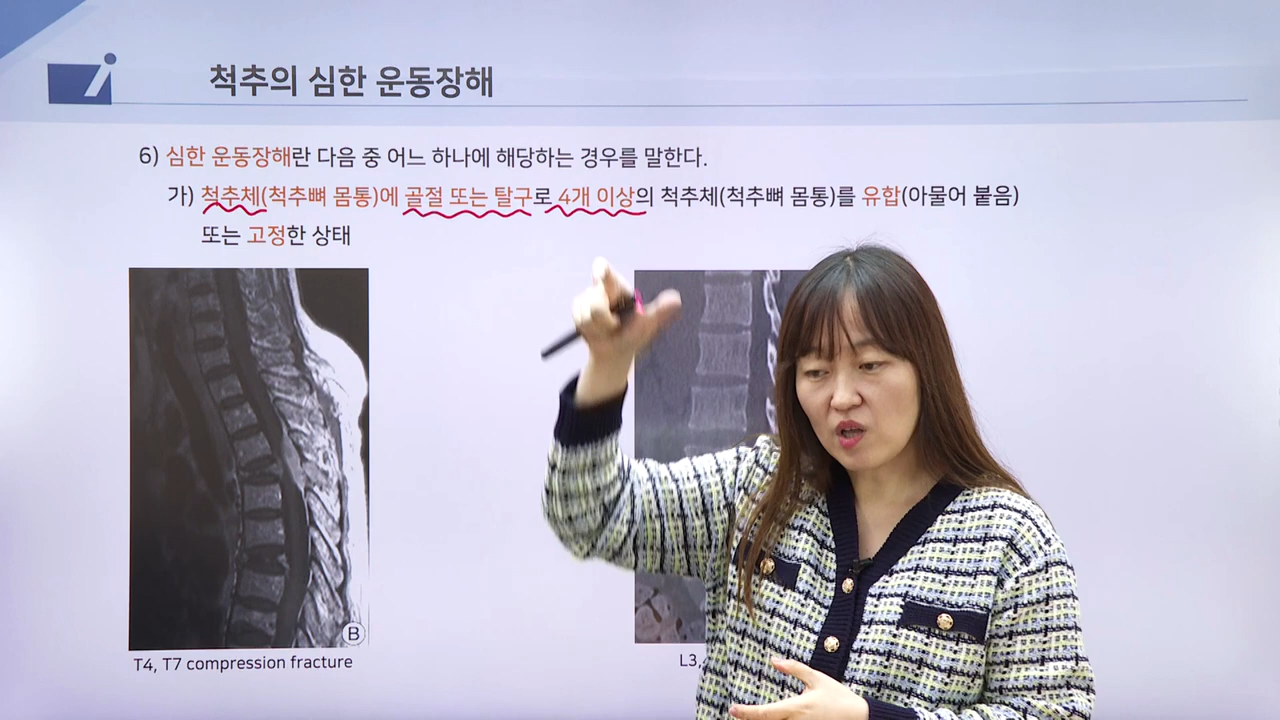 척추의 심한 운동장해
6) 심한 운동장해란 다음 중 어느 하나에 해당하는 경우를 말한다.
가) 척추체(척추뼈 몸통)에 골절 또는 탈구로 4개 이상의 척추체(척추뼈 몸통)를 유합(아물어 붙음)
또는 고정한 상태
B
T4, T7 compression fracture
L3,